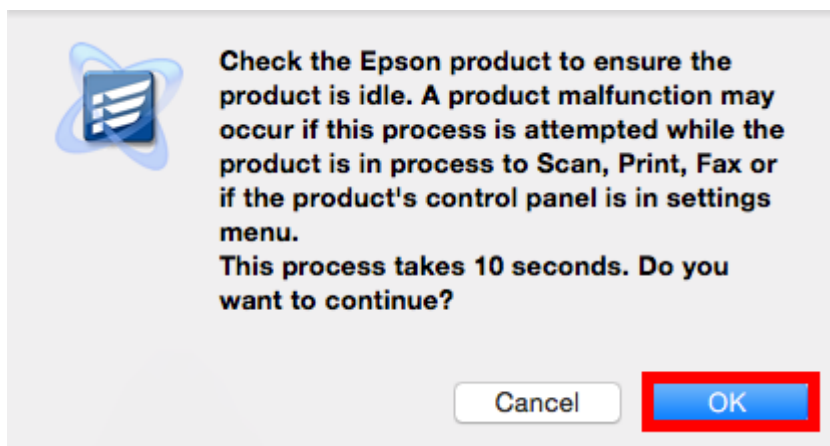 Check the Epson product to ensure the
product is idle. A product malfunction may
occur if this process is attempted while the
product is in process to Scan, Print, Fax or
if the product's control panel is in settings
menu.
This process takes 10 seconds. Do you
want to continue?
Cancel
OK